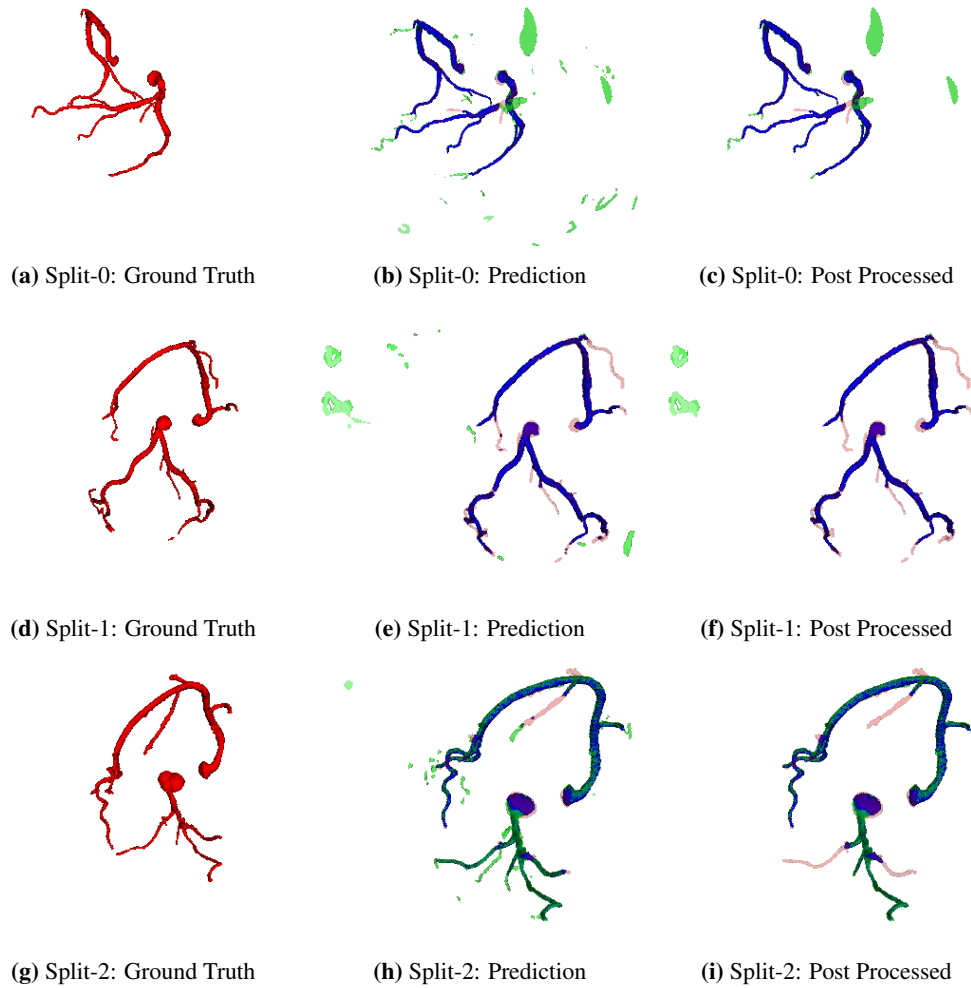 (a) Split-0: Ground Truth
(b) Split-0: Prediction
(c) Split-0: Post Processed
(d) Split-1: Ground Truth
(e) Split-1: Prediction
(f) Split-1: Post Processed
(g) Split-2: Ground Truth
(h) Split-2: Prediction
(i) Split-2: Post Processed